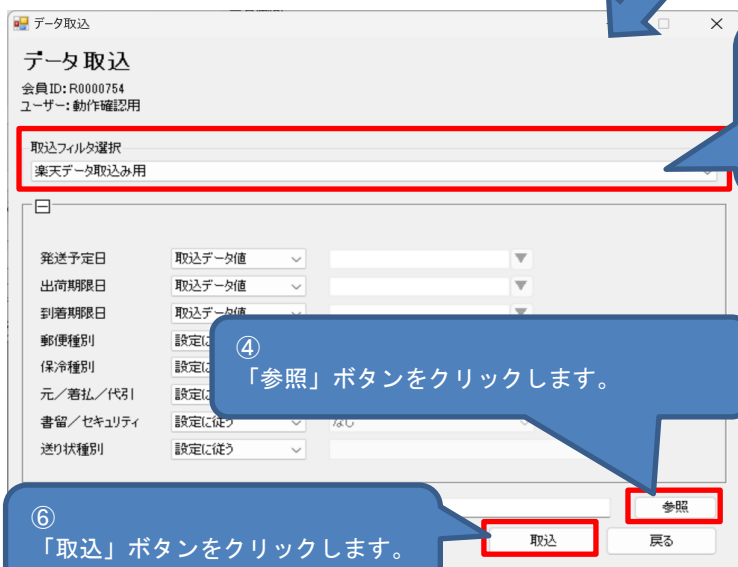 データ取込
データ取込
会員ID: R0000754
ユーザー: 動作確認用
取込フィルタ選択
楽天データ取込み用
発送予定日 取込データ値
出荷期限日 取込データ値
到着期限日 取込データ値
郵便種別 設定に
保冷種別 設定に
元／着払／代引 設定に
書留／セキュリティ 設定に従う なし
送り状種別 設定に従う
④
「参照」ボタンをクリックします。
参照
⑥
「取込」ボタンをクリックします。
取込 戻る